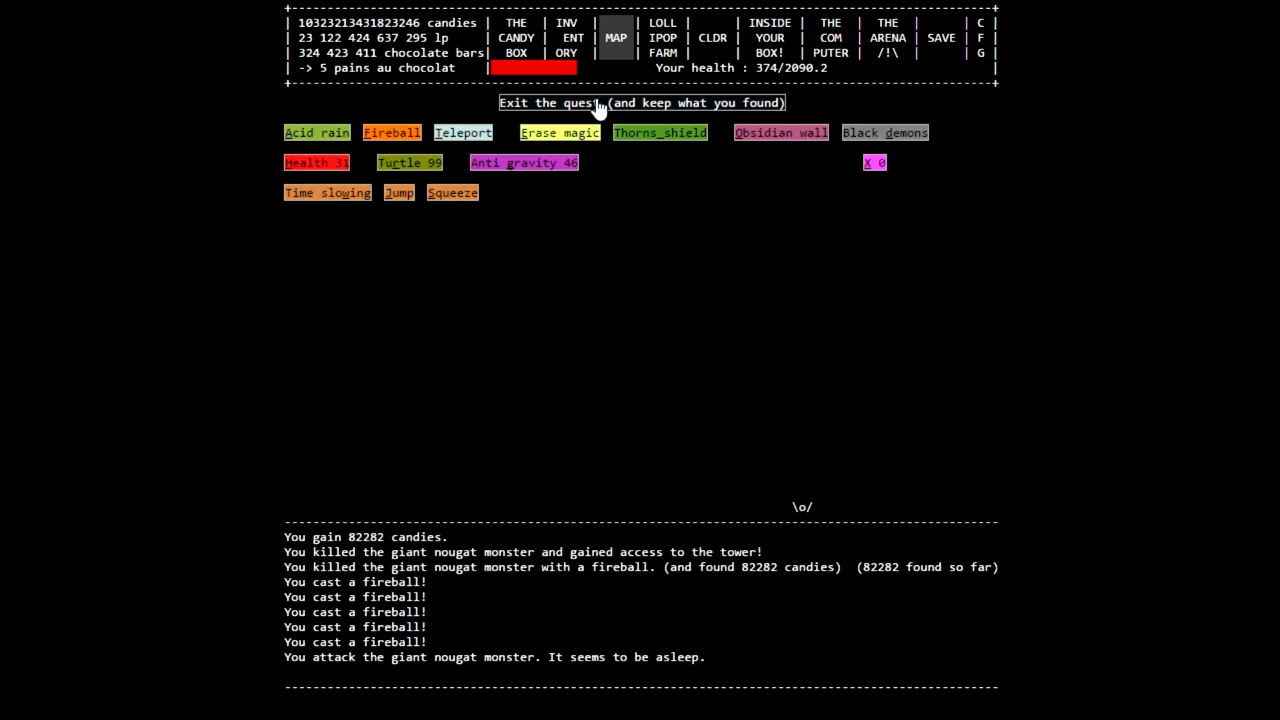 +---------------------------------------------------------------------------------------------------+
| 10323213431823246 candies | THE | INV | | LOLL | | INSIDE | THE | THE | | C |
| 23 122 424 637 295 lp | CANDY | ENT | MAP | IPOP | CLDR | YOUR | COM | ARENA | SAVE | F |
| 324 423 411 chocolate bars| BOX | ORY | | FARM | | BOX! | PUTER | /!\ | | G |
| -> 5 pains au chocolat | Your health : 374/2090.2 |
+---------------------------------------------------------------------------------------------------+
Exit the quest (and keep what you found)
Acid rain Fireball Teleport Erase magic Thorns_shield Obsidian wall Black demons
Health 31 Turtle 99 Anti gravity 46 X 0
Time slowing Jump Squeeze
\o/
---------------------------------------------------------------------------------------------------
You gain 82282 candies.
You killed the giant nougat monster and gained access to the tower!
You killed the giant nougat monster with a fireball. (and found 82282 candies) (82282 found so far)
You cast a fireball!
You cast a fireball!
You cast a fireball!
You cast a fireball!
You cast a fireball!
You attack the giant nougat monster. It seems to be asleep.
---------------------------------------------------------------------------------------------------